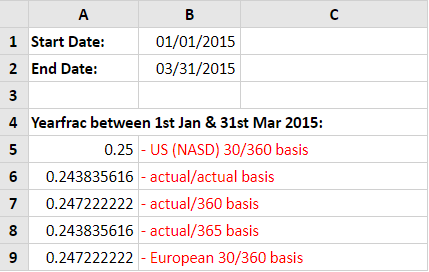 A B C
1 Start Date: 01/01/2015
2 End Date: 03/31/2015
3
4 Yearfrac between 1st Jan & 31st Mar 2015:
5 0.25 - US (NASD) 30/360 basis
6 0.243835616 - actual/actual basis
7 0.247222222 - actual/360 basis
8 0.243835616 - actual/365 basis
9 0.247222222 - European 30/360 basis